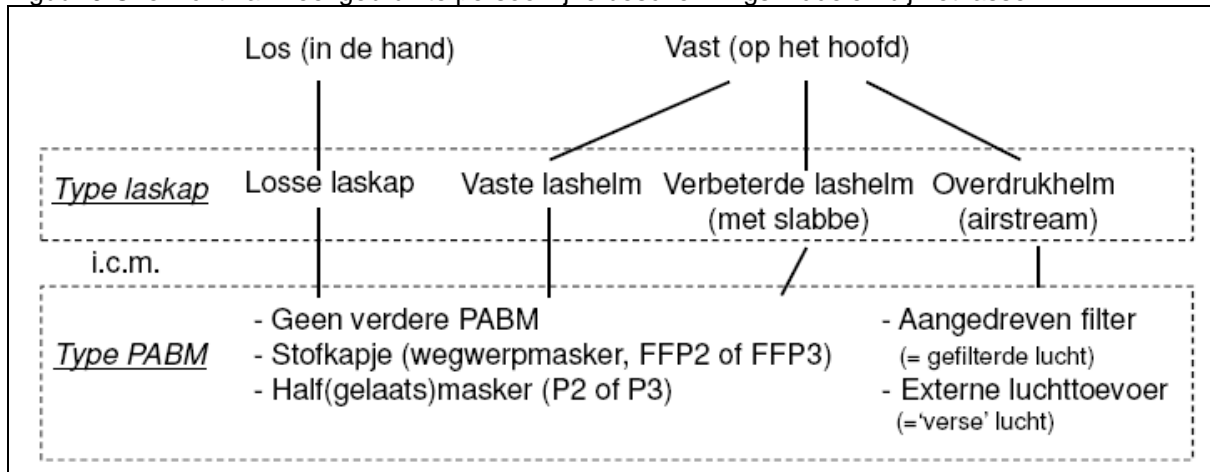 Los (in de hand) Vast (op het hoofd)
Type laskap Losse laskap Vaste lashelm Verbeterde lashelm Overdrukhelm
(met slabbe) (airstream)
i.c.m.
- Geen verdere PABM - Aangedreven filter
Type PABM - Stofkapje (wegwerpmasker, FFP2 of FFP3) (= gefilterde lucht)
- Half(gelaats)masker (P2 of P3) - Externe luchttoevoer
(=‘verse’ lucht)